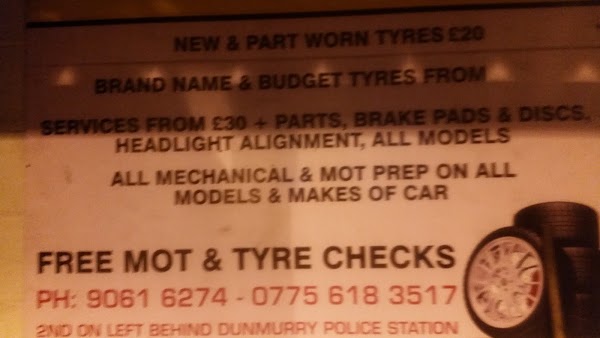 NEW & PART WORN TYRES £20
BRAND NAME & BUDGET TYRES FROM
SERVICES FROM £30 + PARTS, BRAKE PADS & DISCS,
HEADLIGHT ALIGNMENT, ALL MODELS
ALL MECHANICAL & MOT PREP ON ALL
MODELS & MAKES OF CAR
FREE MOT & TYRE CHECKS
PH: 9061 6274 - 0775 618 3517
2ND ON LEFT BEHIND DUNMURRY POLICE STATION